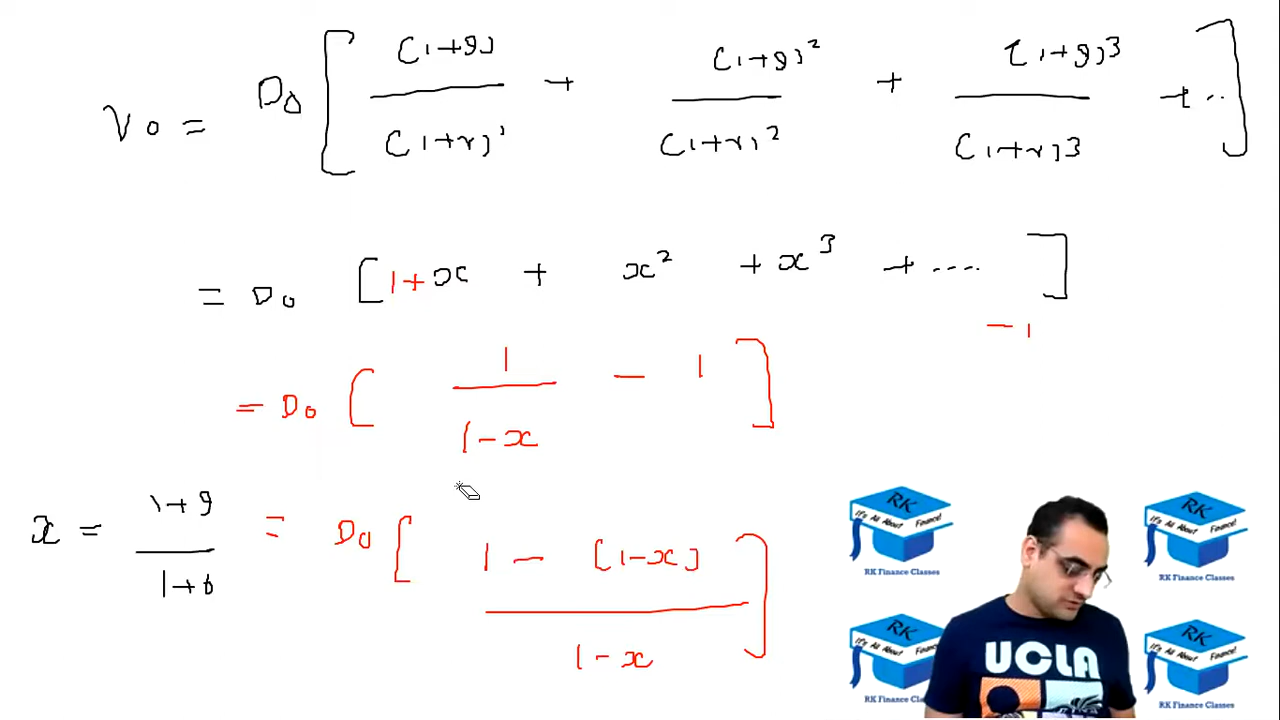 V₀ = D₀ [ (1+g) / (1+r)¹ + (1+g)² / (1+r)² + (1+g)³ / (1+r)³ + .. ]
= D₀ [ 1 + x + x² + x³ + .... ] - 1
= D₀ [ 1 / 1-x - 1 ]
x = 1+g / 1+b = D₀ [ 1 - (1-x) / 1-x ]
RK
It's All About Finance!
RK Finance Classes
RK
It's All About Finance!
RK Finance Classes
RK
It's All About Finance!
RK Finance Classes
RK
It's All About Finance!
RK Finance Classes
UCLA